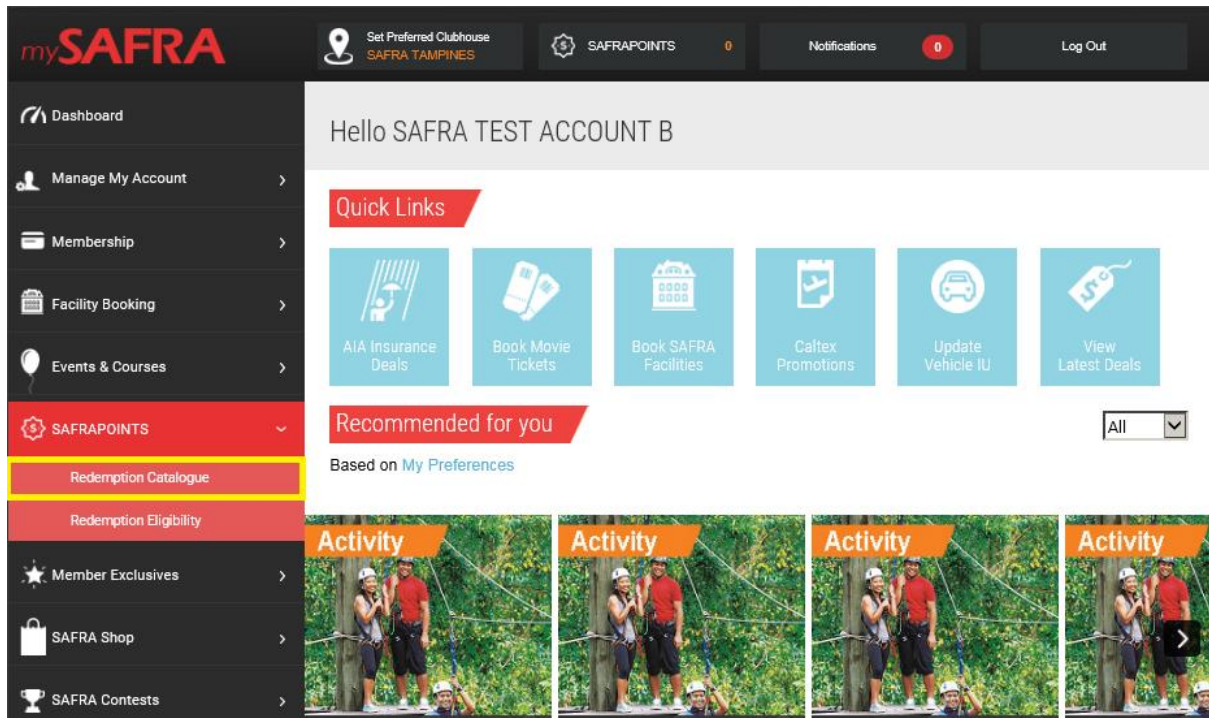 mySAFRA
Set Preferred Clubhouse
SAFRA TAMPINES
SAFRAPOINTS 0
Notifications 0
Log Out
Dashboard
Manage My Account
Membership
Facility Booking
Events & Courses
SAFRAPOINTS
Redemption Catalogue
Redemption Eligibility
Member Exclusives
SAFRA Shop
SAFRA Contests
Hello SAFRA TEST ACCOUNT B
Quick Links
AIA Insurance
Deals
Book Movie
Tickets
Book SAFRA
Facilities
Caltex
Promotions
Update
Vehicle IU
View
Latest Deals
Recommended for you
All
Based on My Preferences
Activity
Activity
Activity
Activity